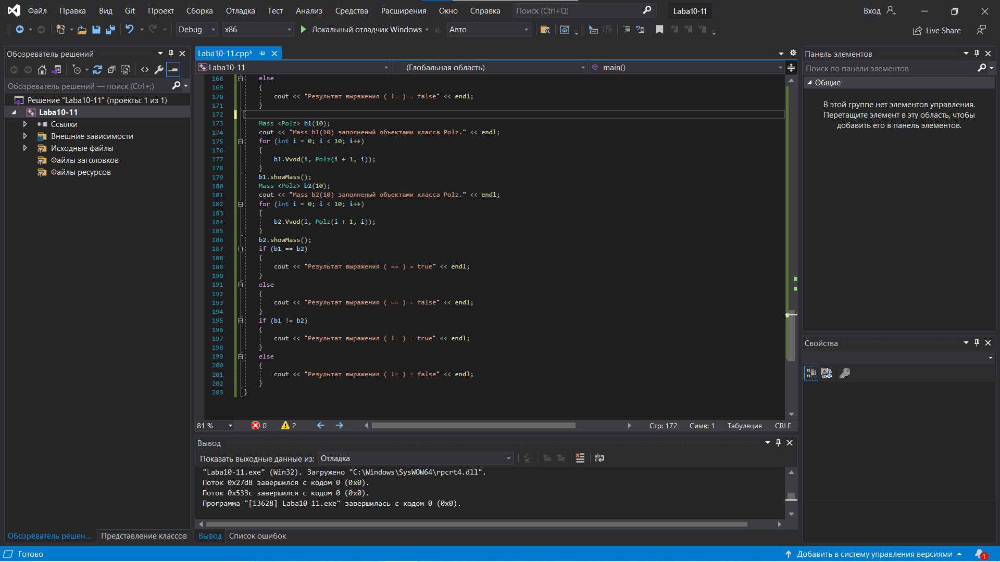 Файл Правка Вид Git Проект Сборка Отладка Тест Анализ Средства Расширения Окно Справка Поиск (Ctrl+Q) Laba10-11 Вход
Debug x86 Локальный отладчик Windows Авто Live Share
Обозреватель решений
Обозреватель решений — поиск (Ctrl+;)
Решение "Laba10-11" (проекты: 1 из 1)
Laba10-11
Ссылки
Внешние зависимости
Исходные файлы
Файлы заголовков
Файлы ресурсов
Обозреватель решен... Представление классов
Laba10-11.cpp*
Laba10-11 (Глобальная область) main()
168 else
169 {
170 cout << "Результат выражения ( != ) = false" << endl;
171 }
172
173 Mass <Polz> b1(10);
174 cout << "Mass b1(10) заполненый объектами класса Polz." << endl;
175 for (int i = 0; i < 10; i++)
176 {
177 b1.Vvod(i, Polz(i + 1, i));
178 }
179 b1.showMass();
180 Mass <Polz> b2(10);
181 cout << "Mass b2(10) заполненый объектами класса Polz." << endl;
182 for (int i = 0; i < 10; i++)
183 {
184 b2.Vvod(i, Polz(i + 1, i));
185 }
186 b2.showMass();
187 if (b1 == b2)
188 {
189 cout << "Результат выражения ( == ) = true" << endl;
190 }
191 else
192 {
193 cout << "Результат выражения ( == ) = false" << endl;
194 }
195 if (b1 != b2)
196 {
197 cout << "Результат выражения ( != ) = true" << endl;
198 }
199 else
200 {
201 cout << "Результат выражения ( != ) = false" << endl;
202 }
203 }
81 % 0 2 Стр: 172 Симв: 1 Табуляция CRLF
Вывод
Показать выходные данные из: Отладка
"Laba10-11.exe" (Win32). Загружено "C:\Windows\SysWOW64\rpcrt4.dll".
Поток 0x27d8 завершился с кодом 0 (0x0).
Поток 0x533c завершился с кодом 0 (0x0).
Программа "[13628] Laba10-11.exe" завершилась с кодом 0 (0x0).
Вывод Список ошибок
Панель элементов
Поиск по панели элементов
Общие
В этой группе нет элементов управления.
Перетащите элемент в эту область, чтобы
добавить его в панель элементов.
Свойства
Готово Добавить в систему управления версиями 1